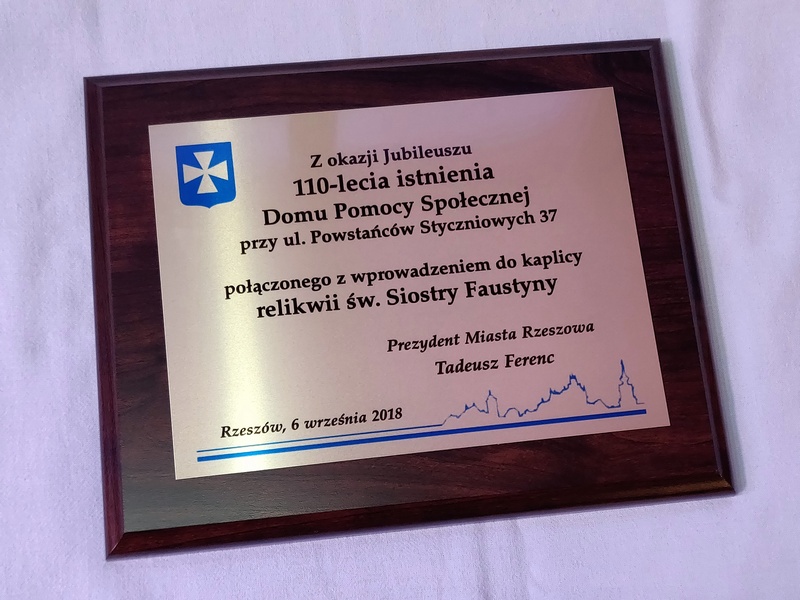 Z okazji Jubileuszu
110-lecia istnienia
Domu Pomocy Społecznej
przy ul. Powstańców Styczniowych 37
połączonego z wprowadzeniem do kaplicy
relikwii św. Siostry Faustyny
Prezydent Miasta Rzeszowa
Tadeusz Ferenc
Rzeszów, 6 września 2018